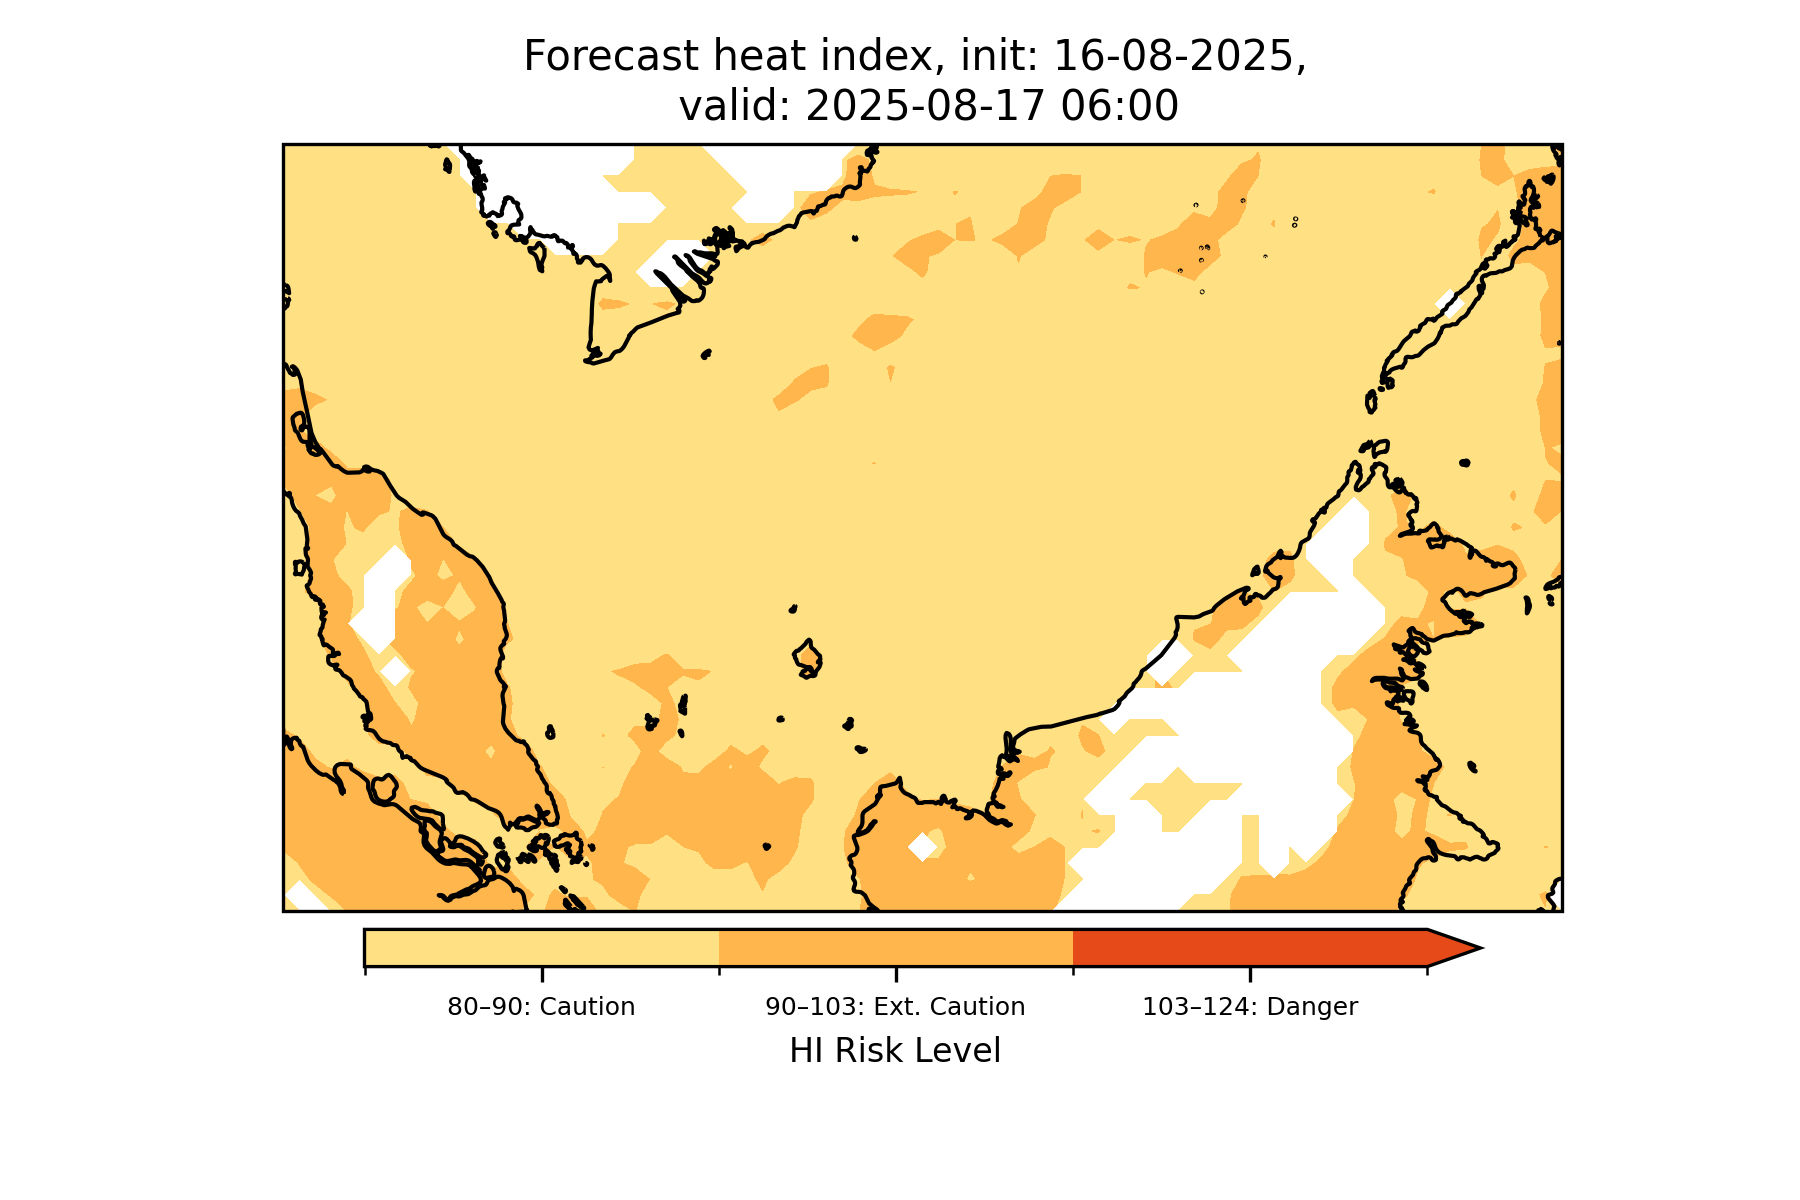 Forecast heat index, init: 16-08-2025,
valid: 2025-08-17 06:00
80–90: Caution
90–103: Ext. Caution
103–124: Danger
HI Risk Level